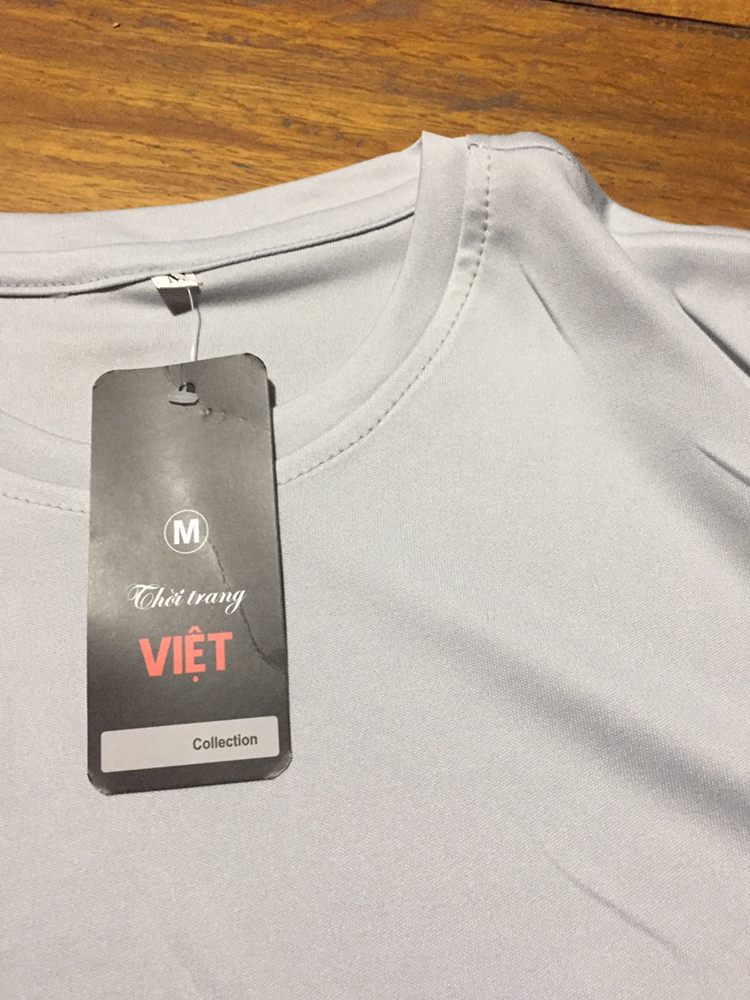 M
M
Thời trang
VIỆT
Collection